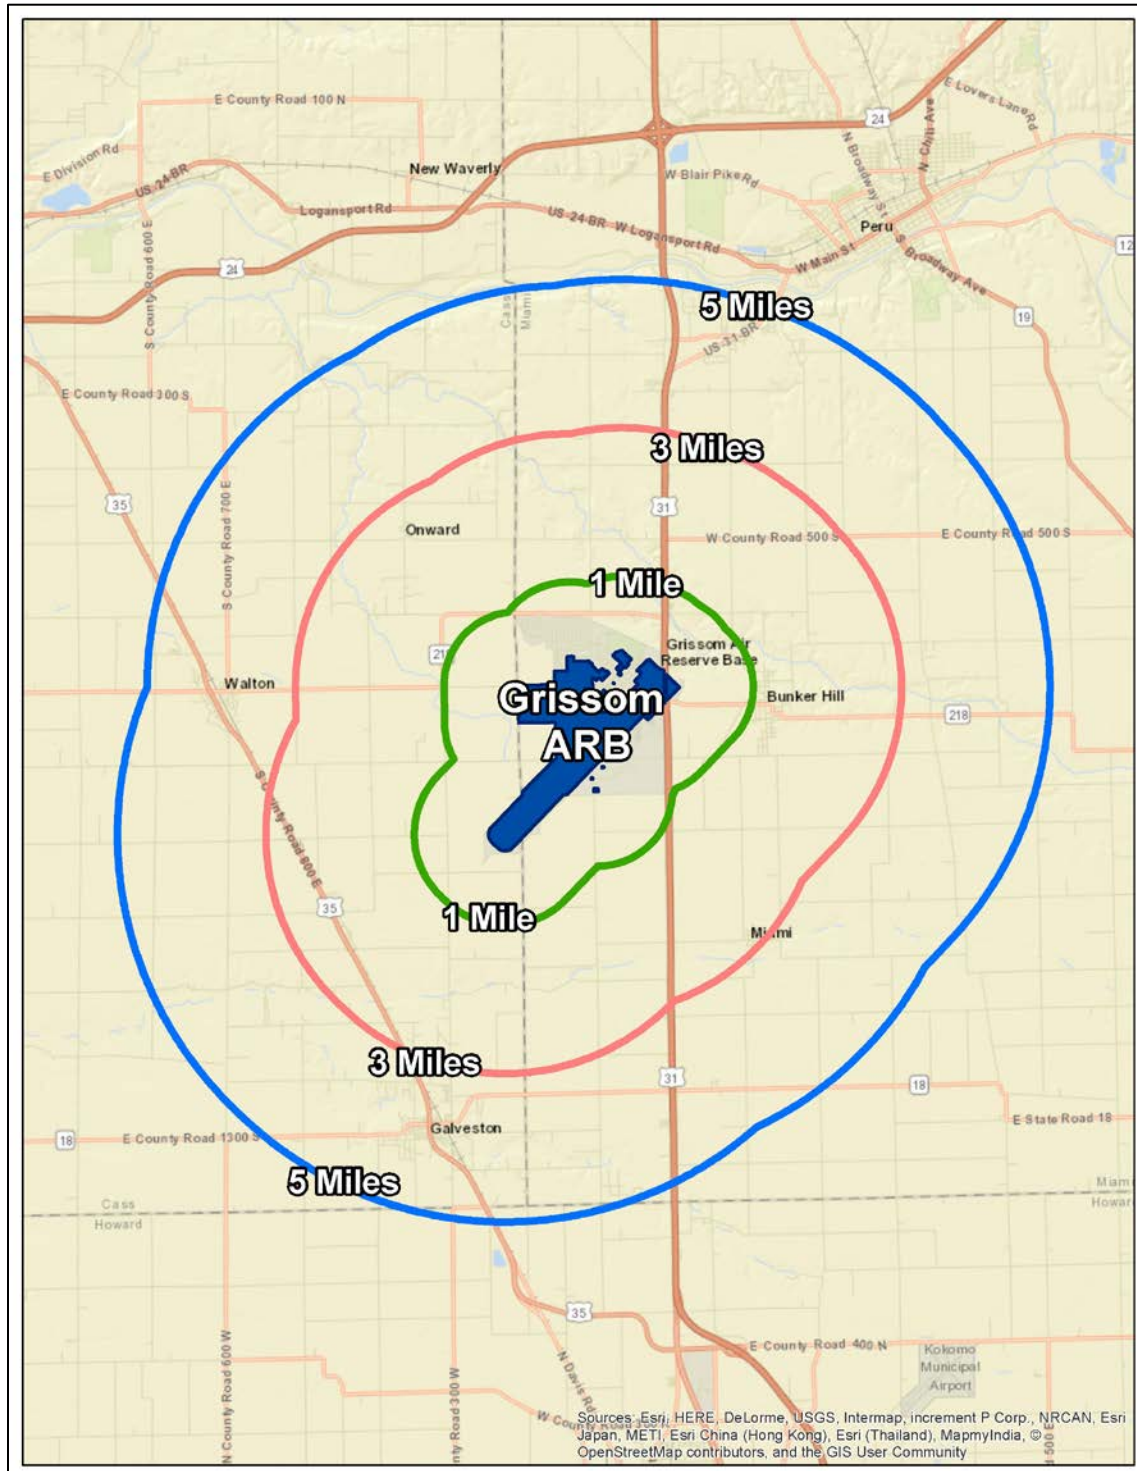 E County Road 100 N
24
E Lovers Lane Rd
N Chili Ave
E Division Rd
US-24-BR
New Waverly
N Broadway St
W Blair Pike Rd
Logansport Rd
US-24-BR
W Logansport Rd
Peru
S County Road 600 E
24
W Main St
S Broadway Ave
12
Cass
Miami
5 Miles
19
US-31-BR
E County Road 300 S
3 Miles
35
31
S County Road 700 E
Onward
W County Road 500 S
E County Road 500 S
1 Mile
Grissom Air
Reserve Base
Walton
Bunker Hill
218
Grissom
ARB
S County Road 800 E
35
1 Mile
Miami
3 Miles
31
18
E State Road 18
Galveston
18
E County Road 1300 S
5 Miles
Cass
Howard
35
N County Road 600 W
N County Road 300 W
N Davis Rd
E County Road 400 N
Kokomo
Municipal
Airport
Sources: Esri, HERE, DeLorme, USGS, Intermap, increment P Corp., NRCAN, Esri
Japan, METI, Esri China (Hong Kong), Esri (Thailand), MapmyIndia, ©
OpenStreetMap contributors, and the GIS User Community